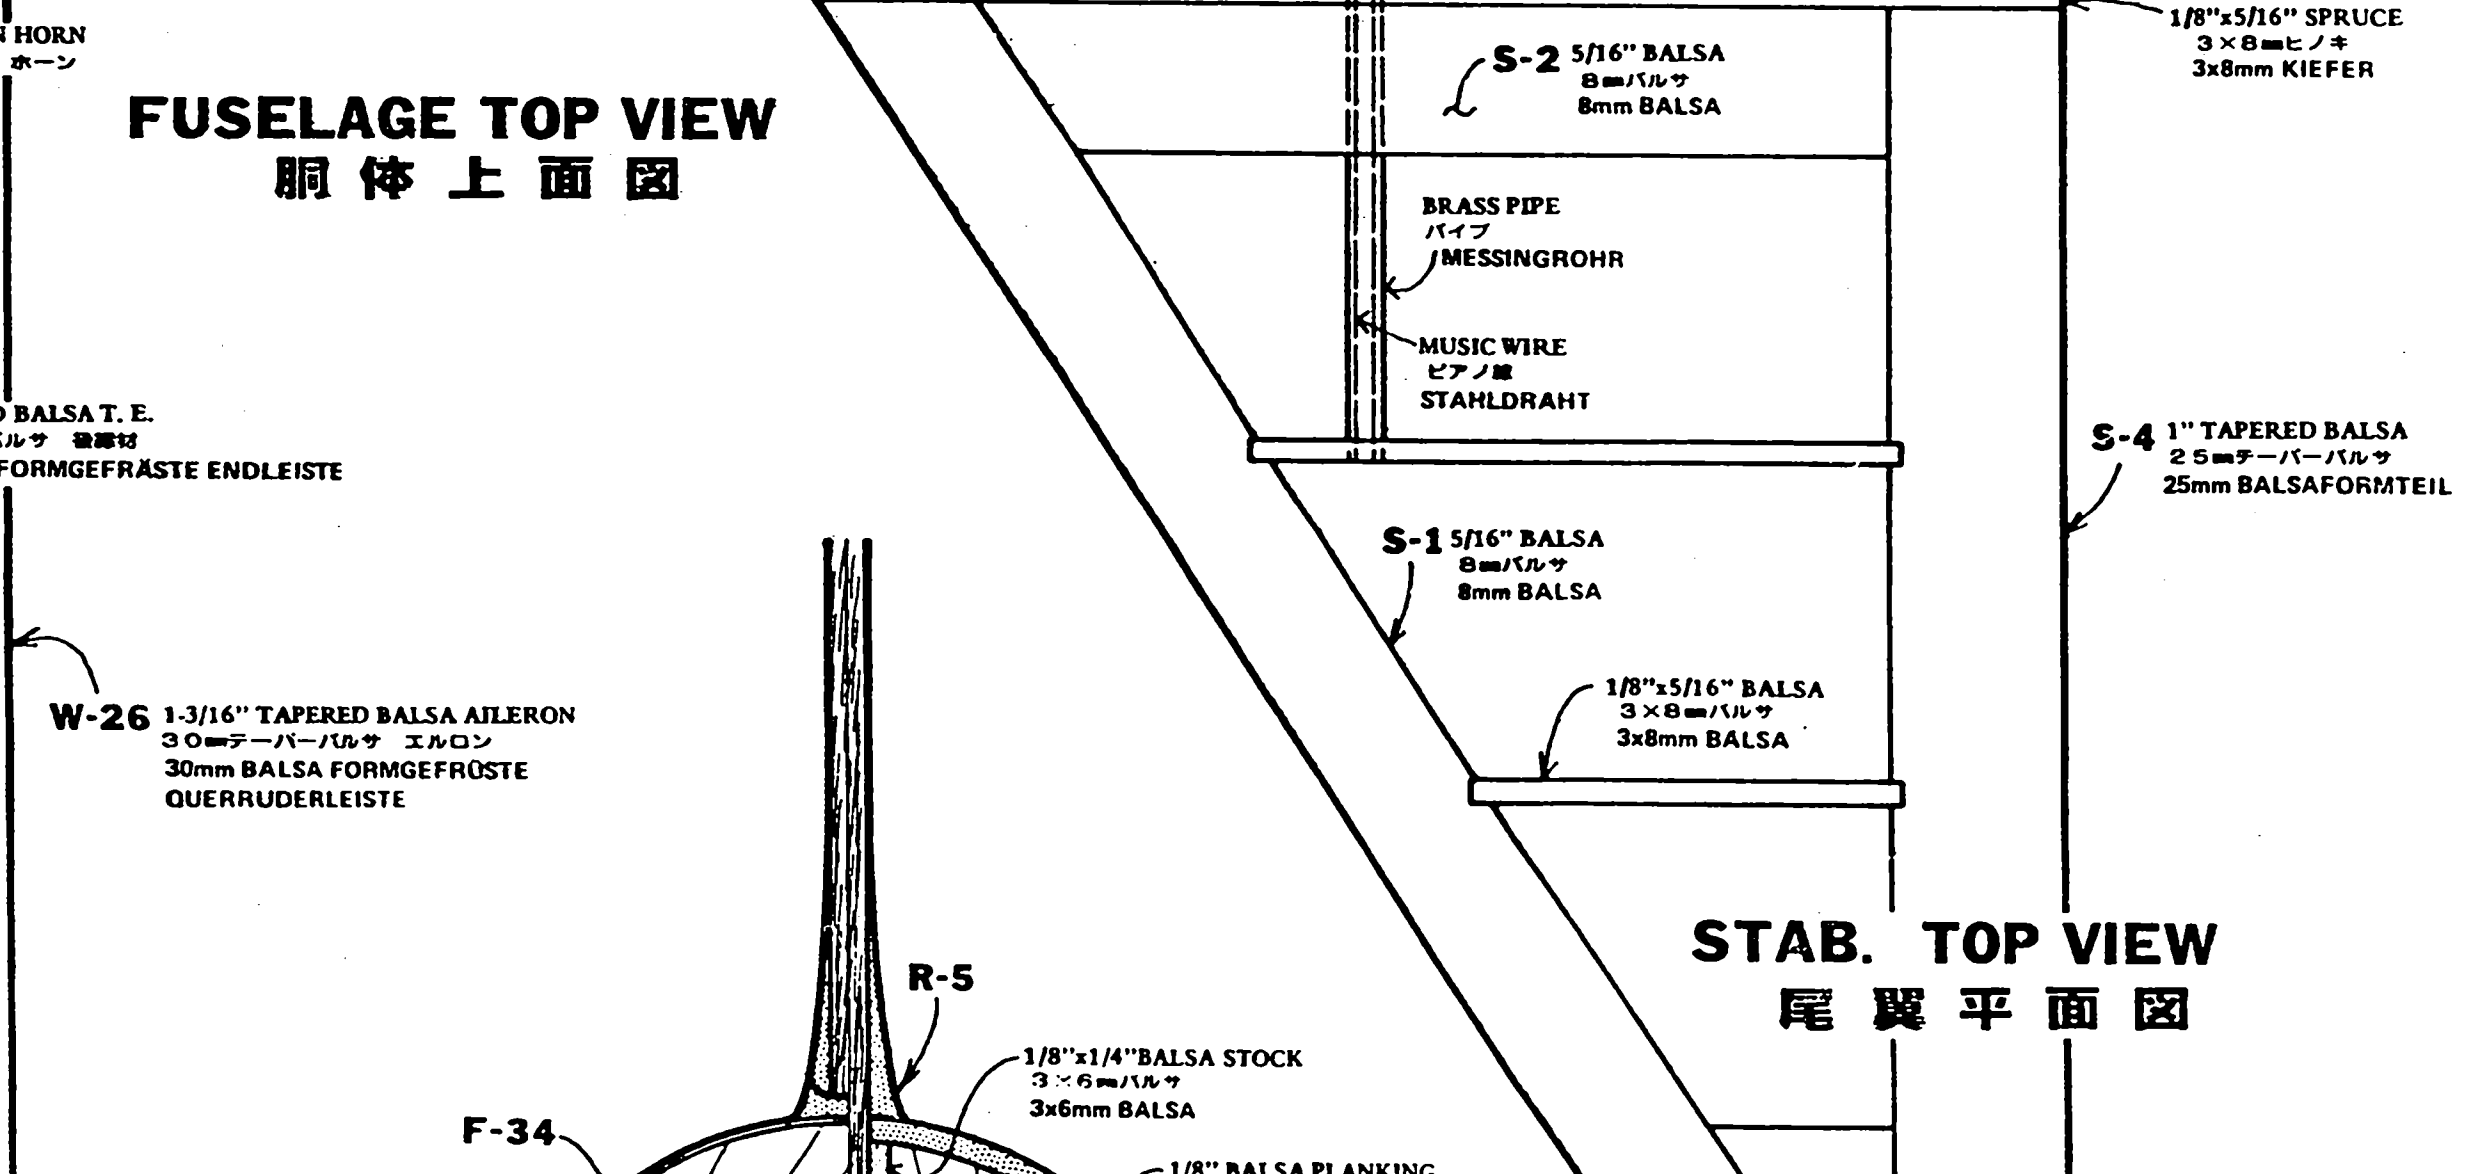 HORN
ホーン
FUSELAGE TOP VIEW
胴体上面図
BALSA T. E.
バルサ 後縁材
FORMGEFRÄSTE ENDLEISTE
W-26 1-3/16" TAPERED BALSA AILERON
30㎜テーパーバルサ エルロン
30mm BALSA FORMGEFRÜSTE
QUERRUDERLEISTE
S-2 5/16" BALSA
8㎜バルサ
8mm BALSA
BRASS PIPE
パイプ
MESSINGROHR
MUSIC WIRE
ピアノ線
STAHLDRAHT
S-1 5/16" BALSA
8㎜バルサ
8mm BALSA
1/8"x5/16" BALSA
3×8㎜バルサ
3x8mm BALSA
1/8"x5/16" SPRUCE
3×8㎜ヒノキ
3x8mm KIEFER
S-4 1" TAPERED BALSA
25㎜テーパーバルサ
25mm BALSAFORMTEIL
STAB. TOP VIEW
尾翼平面図
R-5
1/8"x1/4"BALSA STOCK
3×6㎜バルサ
3x6mm BALSA
F-34
1/8" BALSA PLANKING